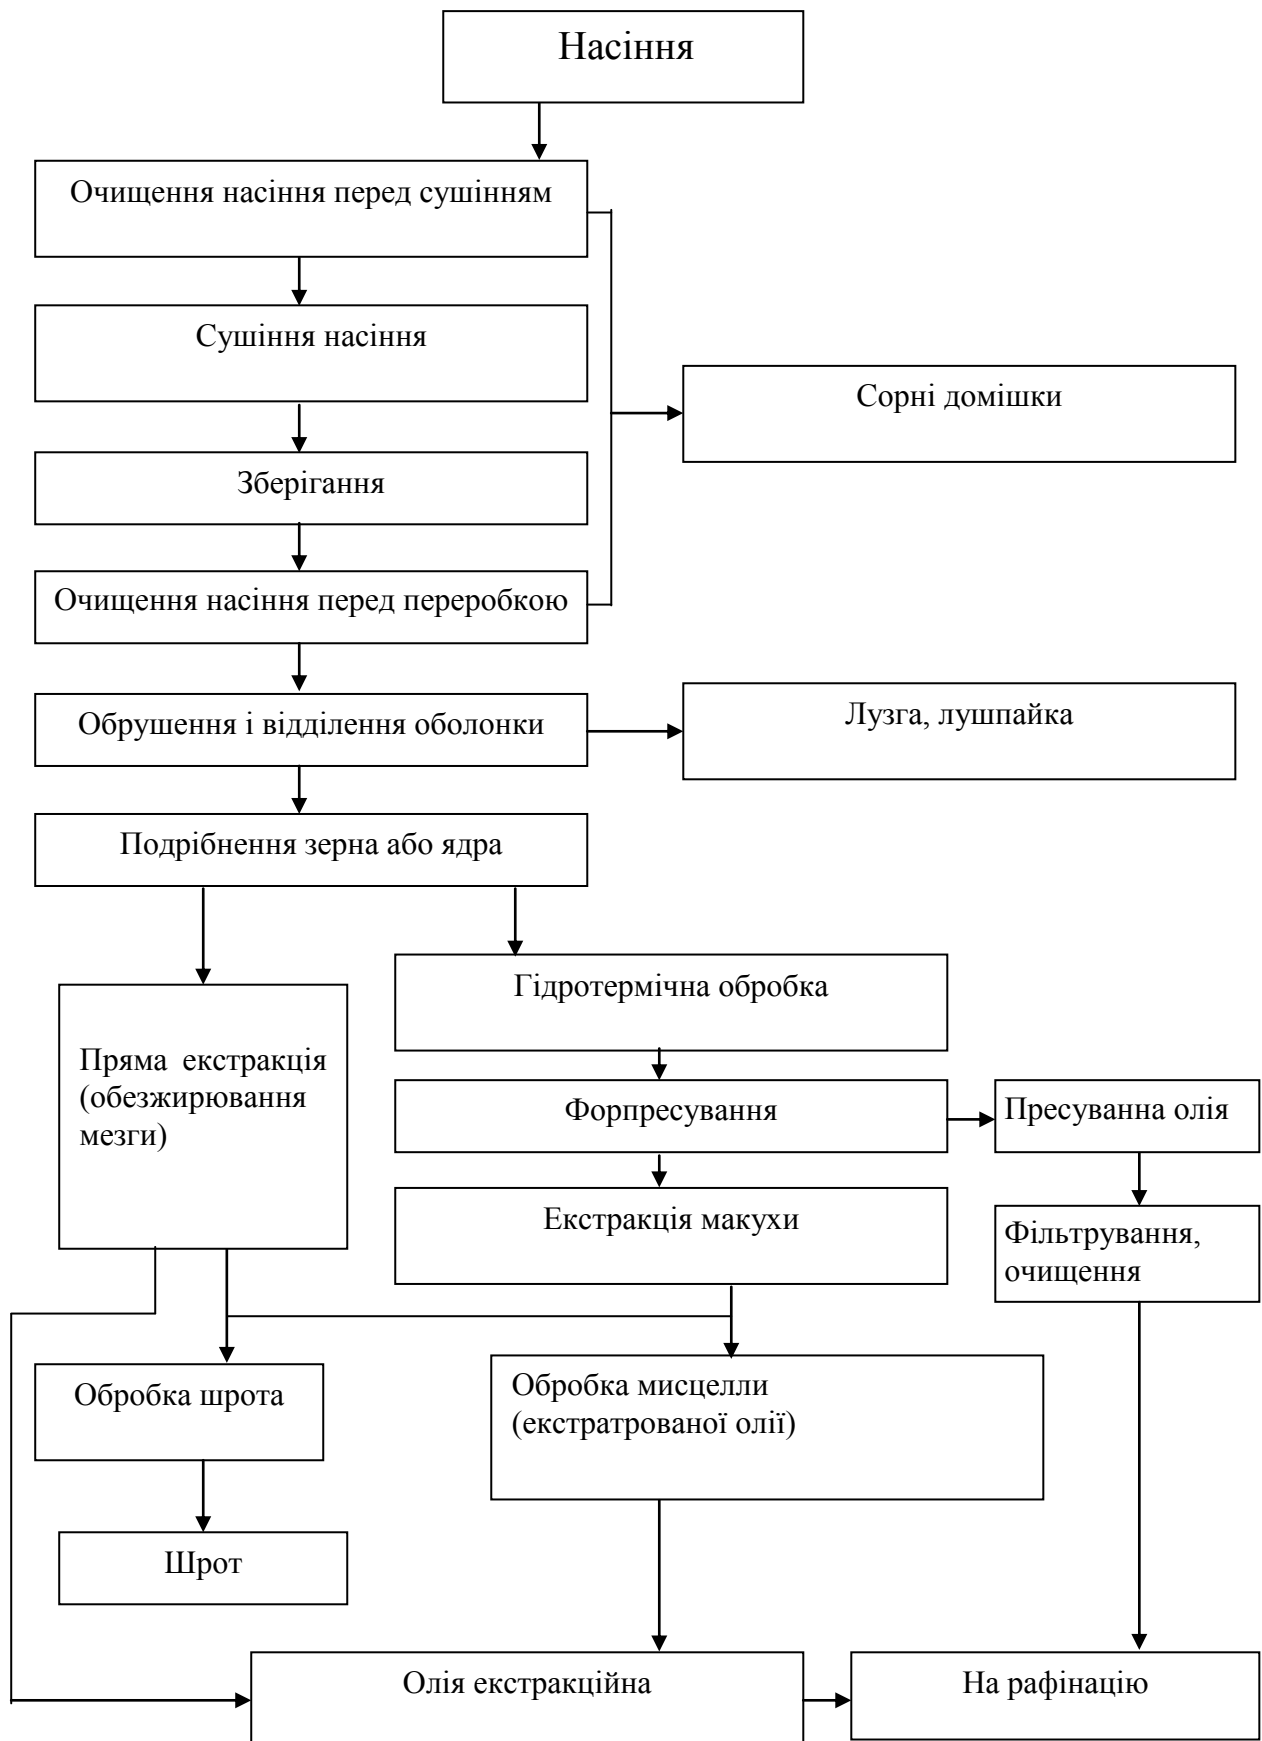 Насіння
Очищення насіння перед сушінням
Сушіння насіння
Сорні домішки
Зберігання
Очищення насіння перед переробкою
Обрушення і відділення оболонки
Лузга, лушпайка
Подрібнення зерна або ядра
Гідротермічна обробка
Пряма екстракція
(обезжирювання
мезги)
Форпресування
Пресуванна олія
Екстракція макухи
Фільтрування,
очищення
Обробка шрота
Обробка мисцелли
(екстратрованої олії)
Шрот
Олія екстракційна
На рафінацію